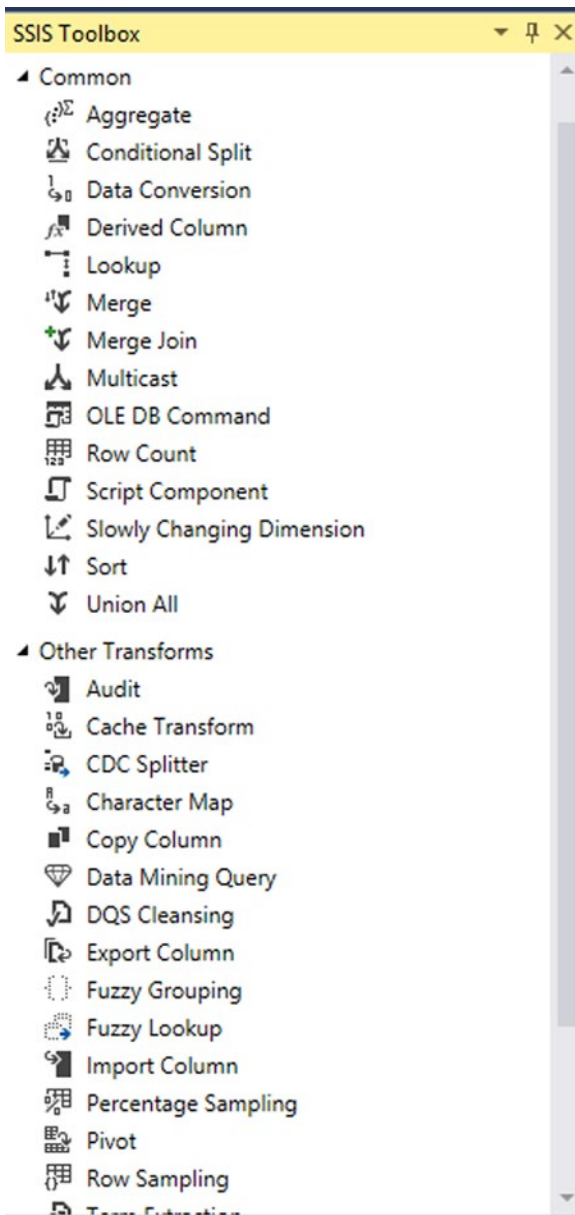 SSIS Toolbox
Common
Aggregate
Conditional Split
Data Conversion
Derived Column
Lookup
Merge
Merge Join
Multicast
OLE DB Command
Row Count
Script Component
Slowly Changing Dimension
Sort
Union All
Other Transforms
Audit
Cache Transform
CDC Splitter
Character Map
Copy Column
Data Mining Query
DQS Cleansing
Export Column
Fuzzy Grouping
Fuzzy Lookup
Import Column
Percentage Sampling
Pivot
Row Sampling
Term Extraction